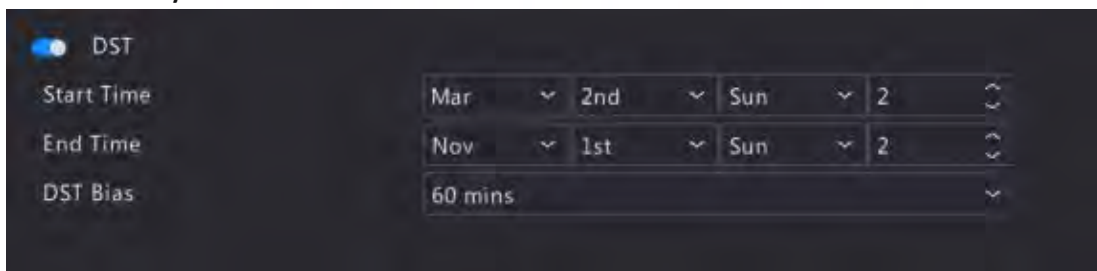 DST
Start Time Mar 2nd Sun 2
End Time Nov 1st Sun 2
DST Bias 60 mins